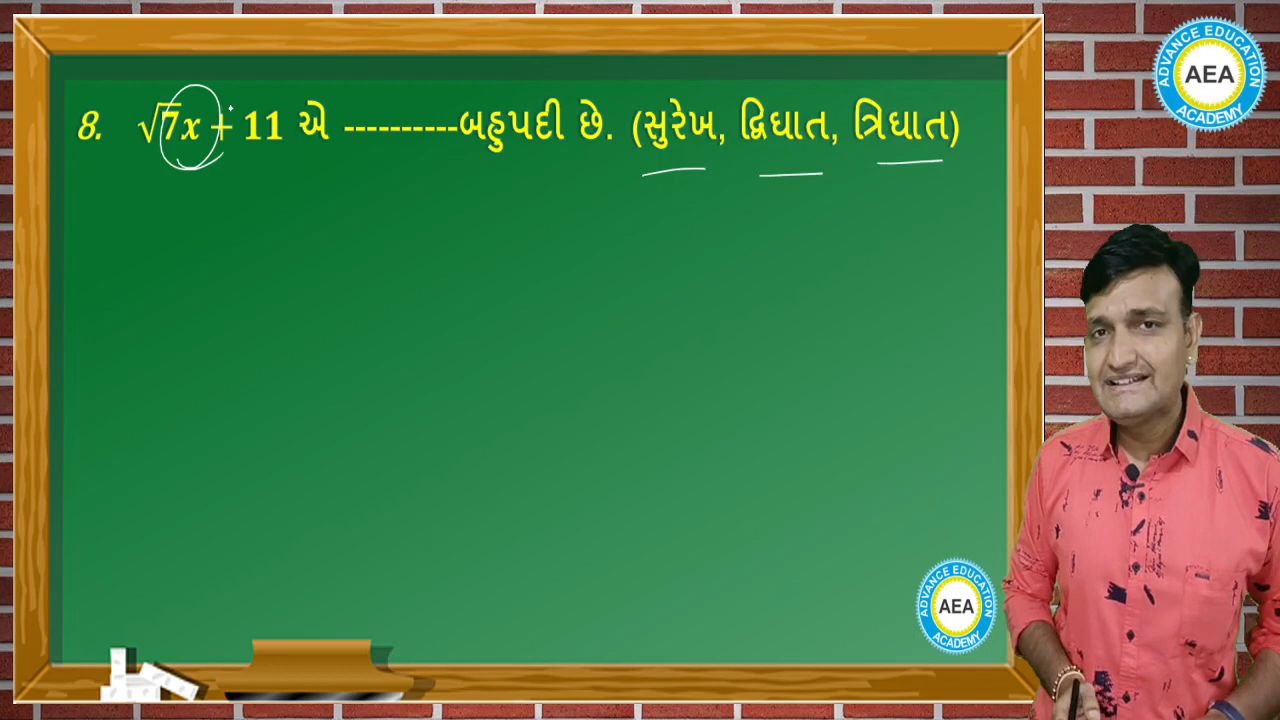 8. √7x + 11 એ ----------બહુપદી છે. (સુરેખ, દ્વિઘાત, ત્રિઘાત)
ADVANCE EDUCATION
AEA
ACADEMY
ADVANCE EDUCATION
AEA
ACADEMY